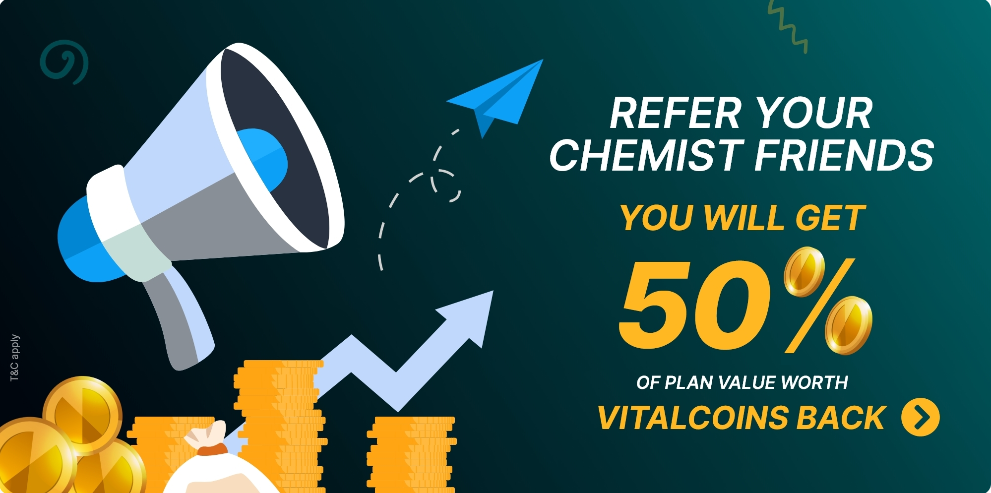 REFER YOUR
CHEMIST FRIENDS
YOU WILL GET
50%
OF PLAN VALUE WORTH
VITALCOINS BACK
T&C apply